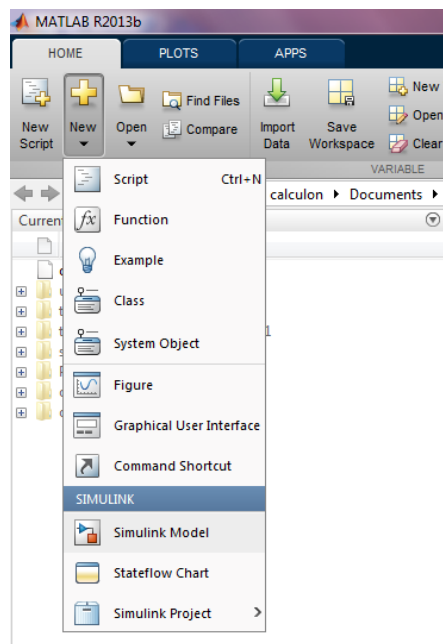 MATLAB R2013b
HOME PLOTS APPS
New Script
New
Open
Find Files
Compare
Import Data
Save Workspace
New
Open
Clear
VARIABLE
calculon Documents
Curren
Script Ctrl+N
Function
Example
Class
System Object
Figure
Graphical User Interface
Command Shortcut
SIMULINK
Simulink Model
Stateflow Chart
Simulink Project